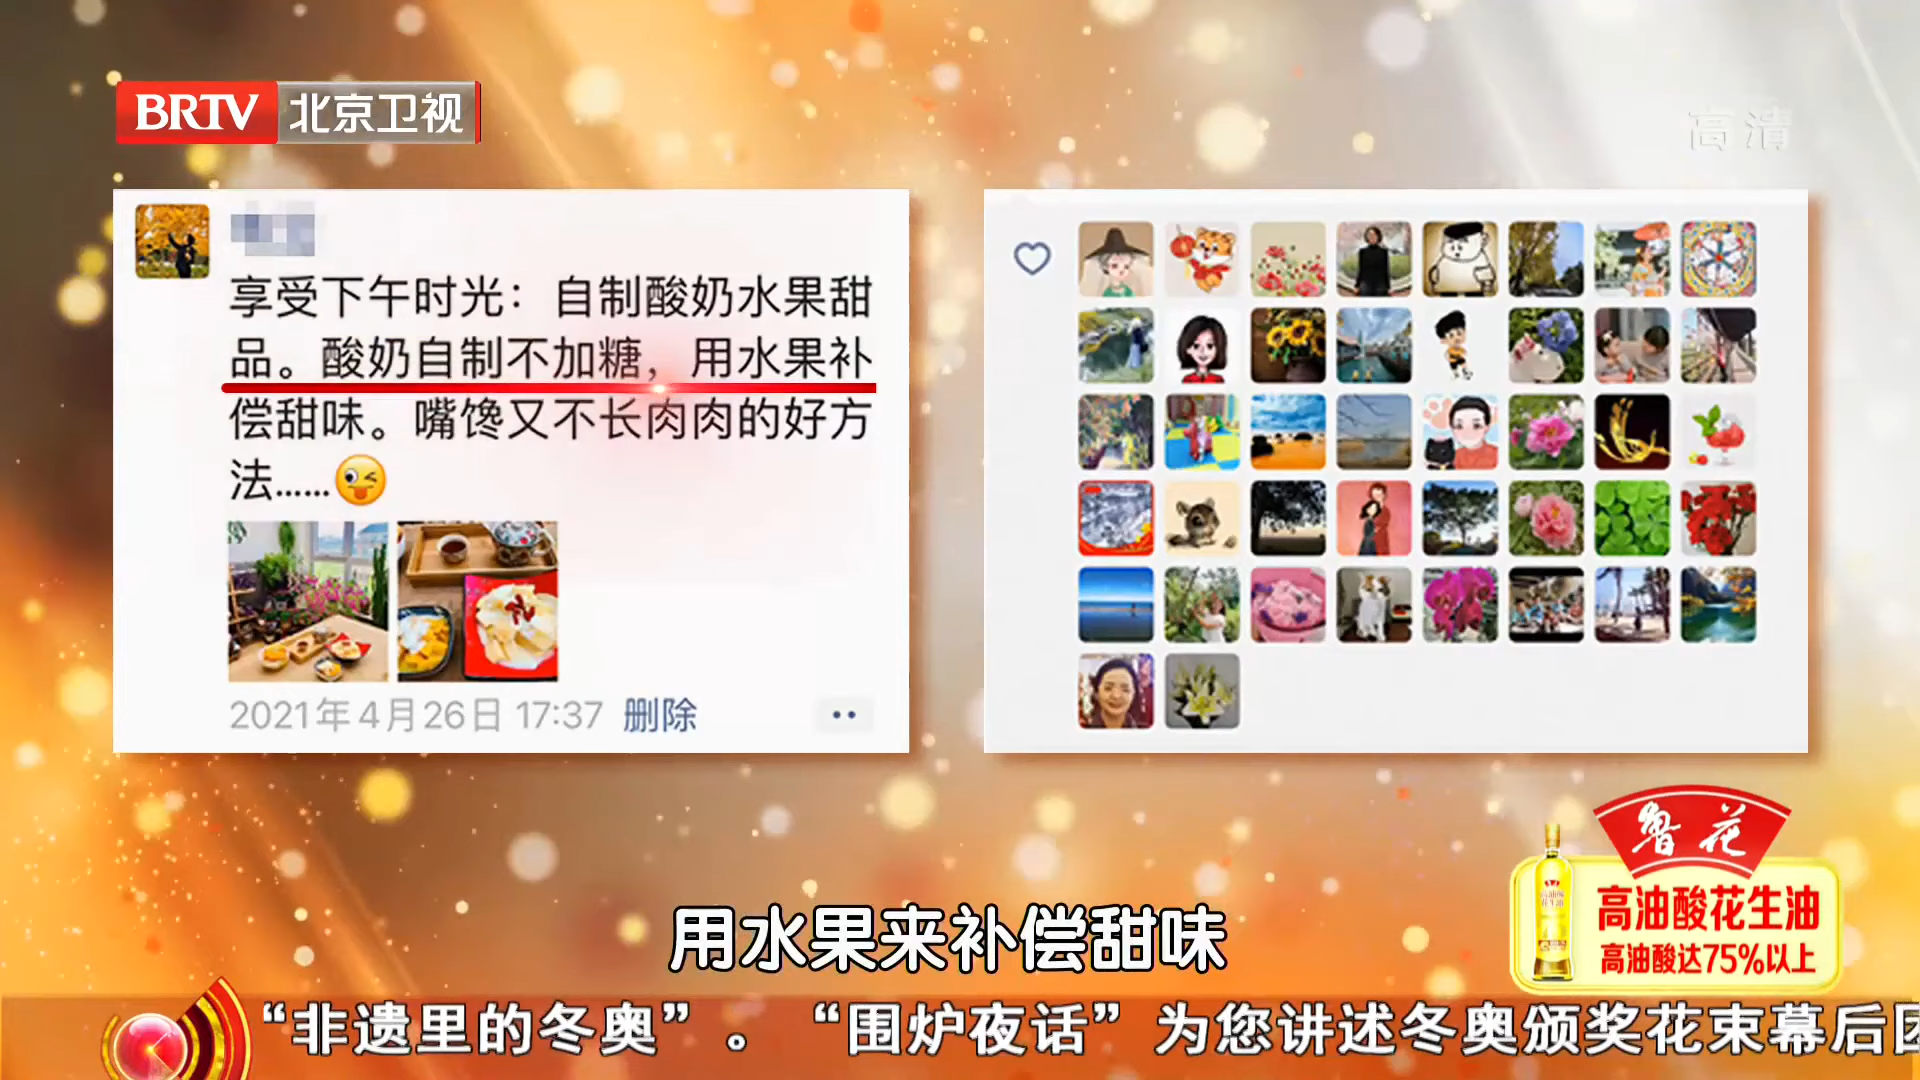 BRTV 北京卫视
高清
享受下午时光：自制酸奶水果甜
品。酸奶自制不加糖，用水果补
偿甜味。嘴馋又不长肉肉的好方
法……
2021年4月26日 17:37 删除
鲁花
高油酸花生油
高油酸达75%以上
用水果来补偿甜味
“非遗里的冬奥”。“围炉夜话”为您讲述冬奥颁奖花束幕后